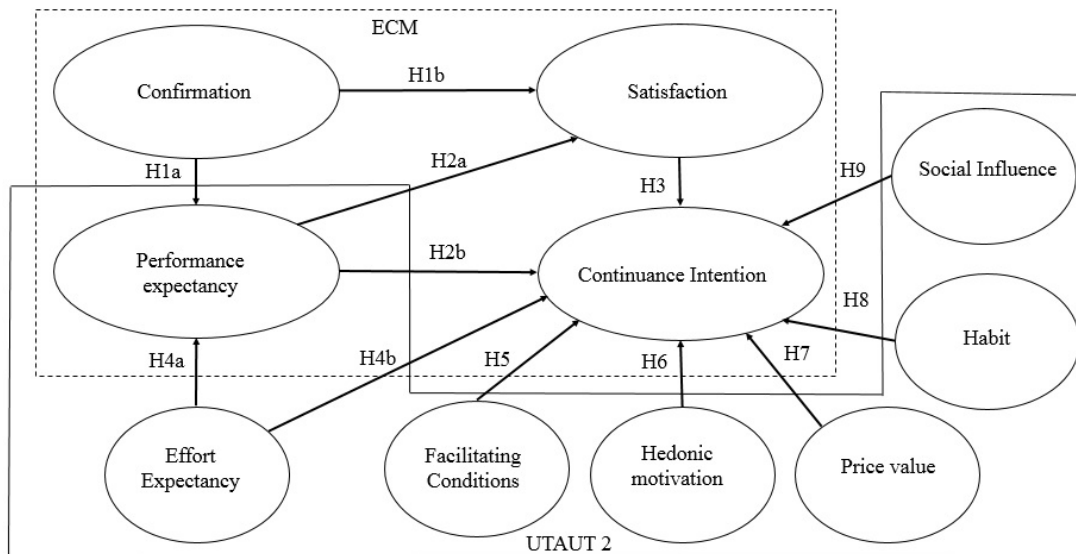 ECM
Confirmation
H1b
Satisfaction
H1a
H2a
H3
H9
Social Influence
Performance
expectancy
H2b
Continuance Intention
H8
Habit
H4a
H4b
H5
H6
H7
Effort
Expectancy
Facilitating
Conditions
Hedonic
motivation
Price value
UTAUT 2